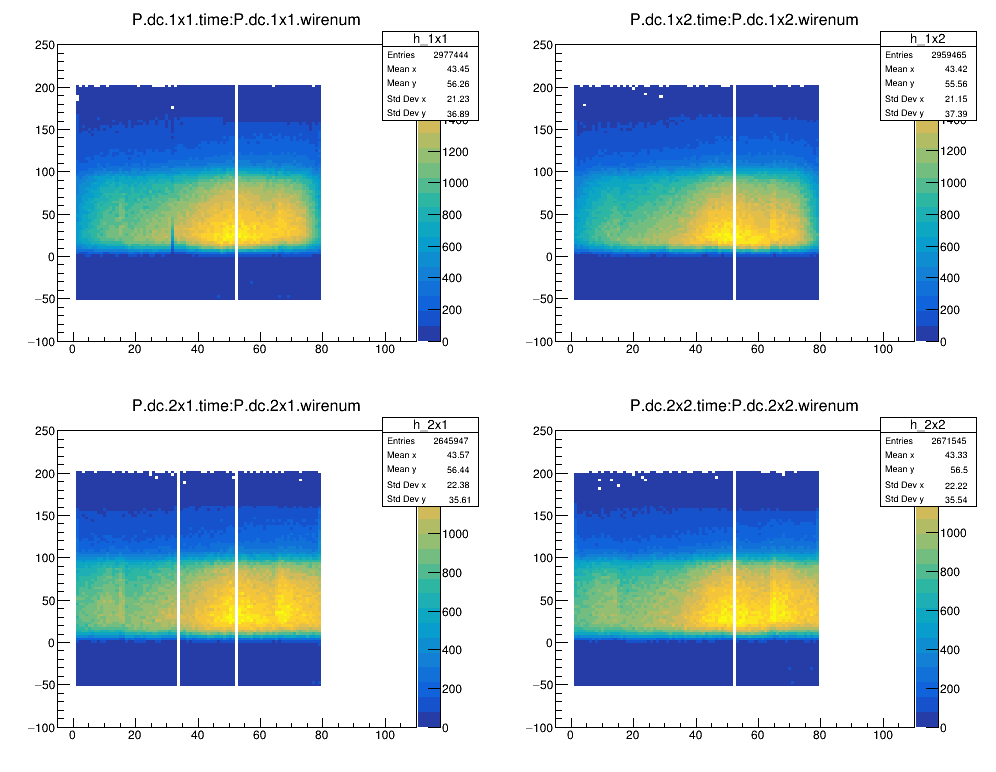 P.dc.1x1.time:P.dc.1x1.wirenum
h_1x1
Entries 2977444
Mean x 43.45
Mean y 56.26
Std Dev x 21.23
Std Dev y 36.89
250
200
150
100
50
0
−50
−100
0 20 40 60 80 100
1400
1200
1000
800
600
400
200
0
P.dc.1x2.time:P.dc.1x2.wirenum
h_1x2
Entries 2959465
Mean x 43.42
Mean y 55.56
Std Dev x 21.15
Std Dev y 37.39
250
200
150
100
50
0
−50
−100
0 20 40 60 80 100
1400
1200
1000
800
600
400
200
0
P.dc.2x1.time:P.dc.2x1.wirenum
h_2x1
Entries 2645947
Mean x 43.57
Mean y 56.44
Std Dev x 22.38
Std Dev y 35.61
250
200
150
100
50
0
−50
−100
0 20 40 60 80 100
1000
800
600
400
200
0
P.dc.2x2.time:P.dc.2x2.wirenum
h_2x2
Entries 2671545
Mean x 43.33
Mean y 56.5
Std Dev x 22.22
Std Dev y 35.54
250
200
150
100
50
0
−50
−100
0 20 40 60 80 100
1000
800
600
400
200
0